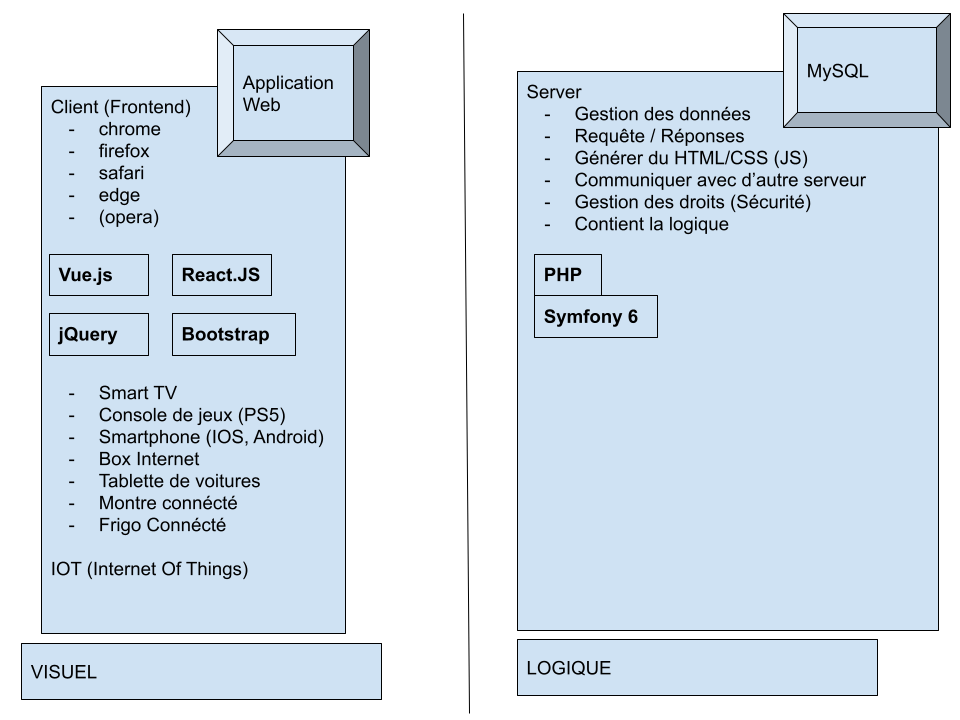 Application
Web
Client (Frontend)
- chrome
- firefox
- safari
- edge
- (opera)
Vue.js
React.JS
jQuery
Bootstrap
- Smart TV
- Console de jeux (PS5)
- Smartphone (IOS, Android)
- Box Internet
- Tablette de voitures
- Montre connécté
- Frigo Connécté
IOT (Internet Of Things)
VISUEL
MySQL
Server
- Gestion des données
- Requête / Réponses
- Générer du HTML/CSS (JS)
- Communiquer avec d’autre serveur
- Gestion des droits (Sécurité)
- Contient la logique
PHP
Symfony 6
LOGIQUE